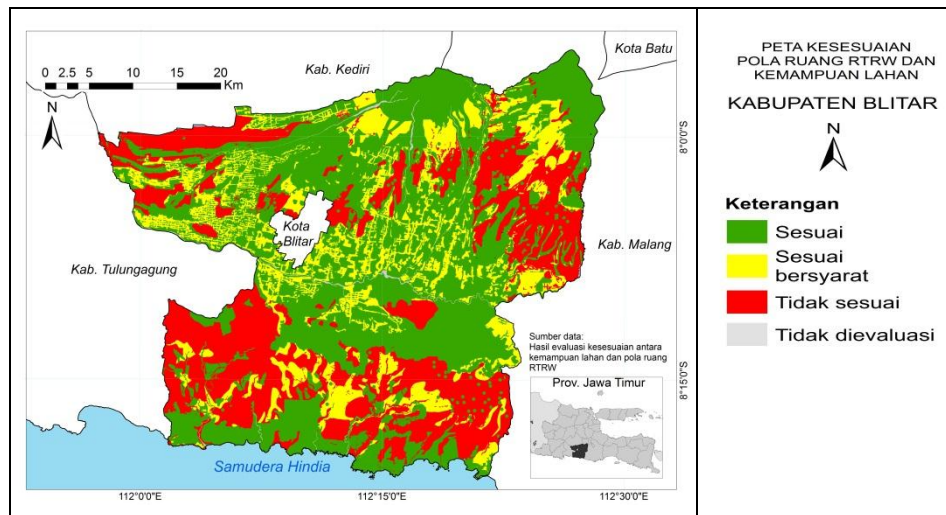 0 2.5 5 10 15 20
Km
N
Kab. Kediri
Kota Batu
8°0'0"S
Kota
Blitar
Kab. Malang
Kab. Tulungagung
Sumber data:
Hasil evaluasi kesesuaian antara
kemampuan lahan dan pola ruang
RTRW
Prov. Jawa Timur
8°15'0"S
Samudera Hindia
112°0'0"E
112°15'0"E
112°30'0"E
PETA KESESUAIAN
POLA RUANG RTRW DAN
KEMAMPUAN LAHAN
KABUPATEN BLITAR
N
Keterangan
Sesuai
Sesuai
bersyarat
Tidak sesuai
Tidak dievaluasi